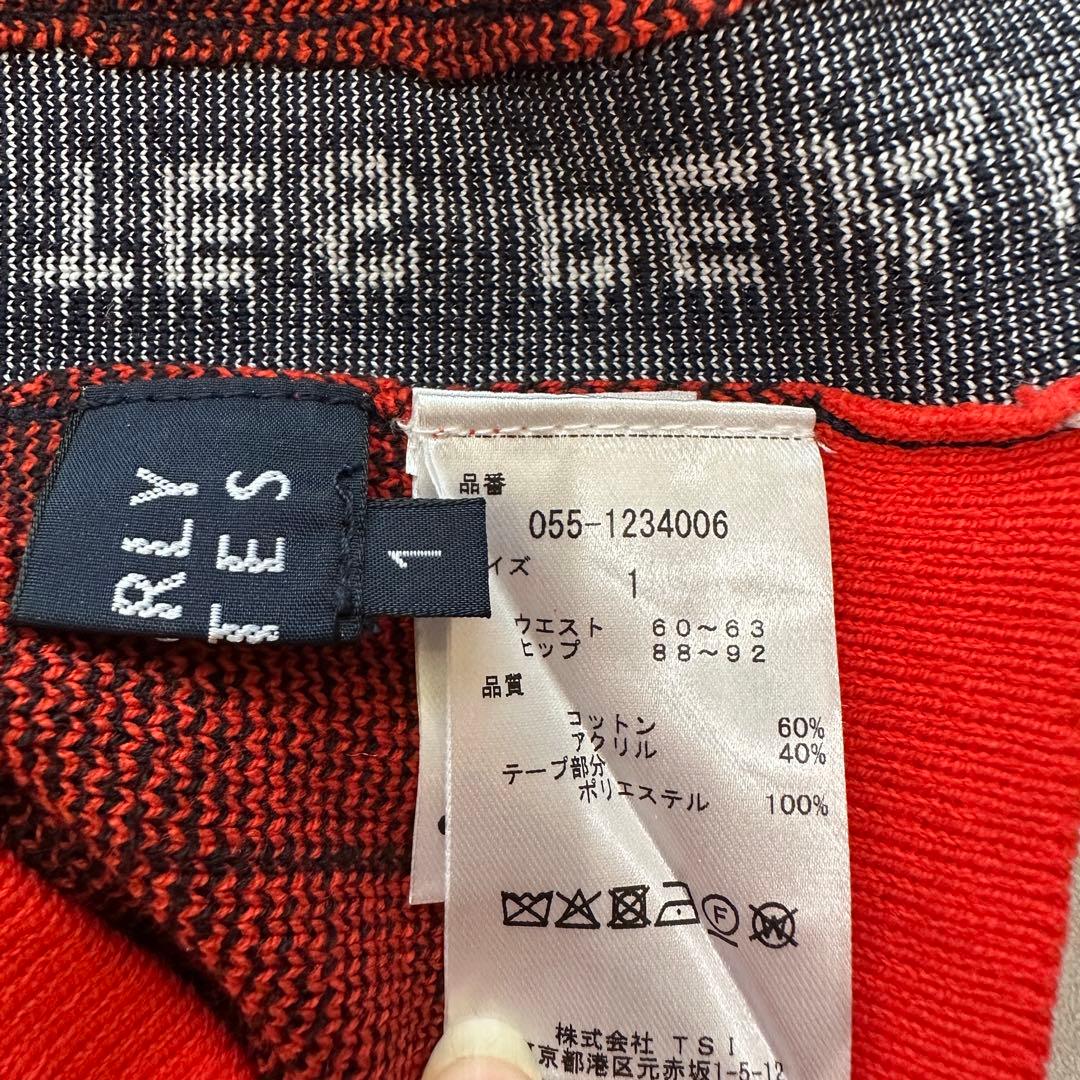 RLY
TES
1
品番
055-1234006
イズ
1
ウエスト 60～63
ヒップ 88～92
品質
コットン 60%
アクリル 40%
テープ部分
ポリエステル 100%
F
W
株式会社 TSI
京都港区元赤坂1-5-12